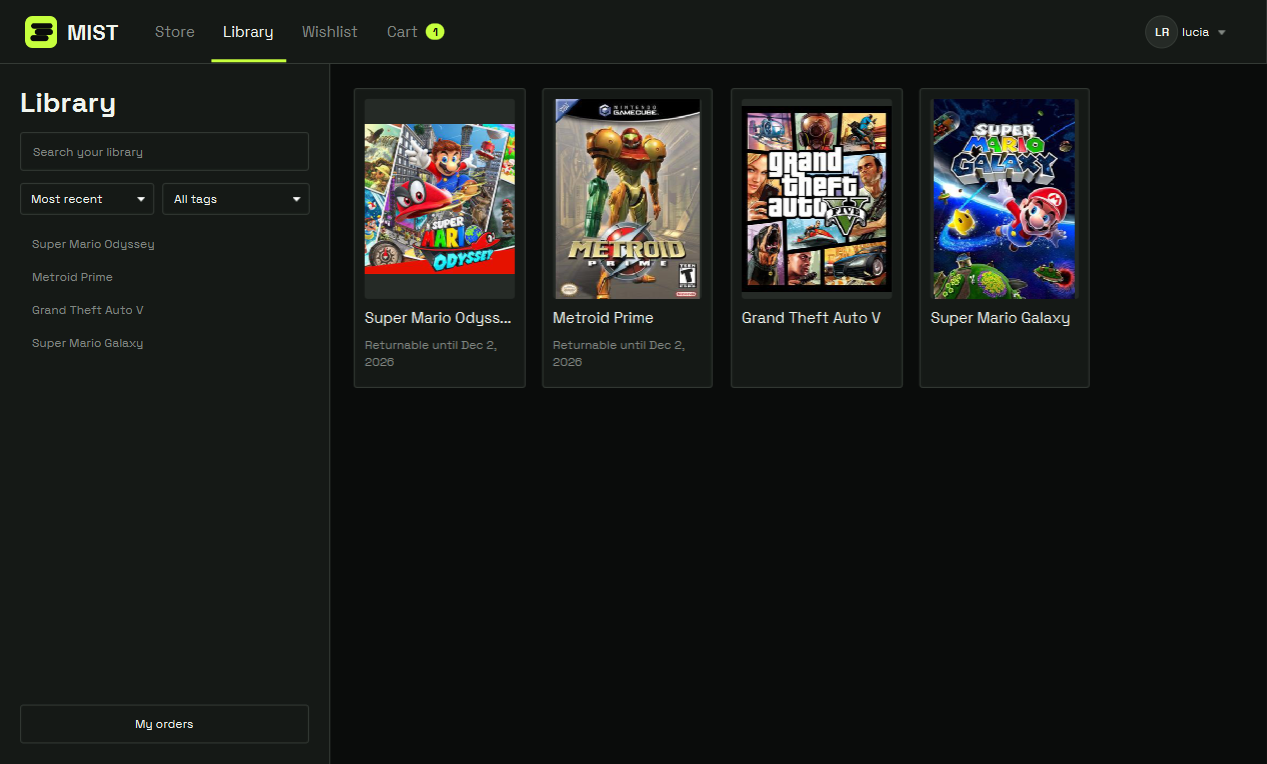 MIST
Store
Library
Wishlist
Cart
1
LR
lucia
Library
Search your library
Most recent
All tags
Super Mario Odyssey
Metroid Prime
Grand Theft Auto V
Super Mario Galaxy
My orders
SUPER
MARIO
ODYSSEY
Super Mario Odyss...
Returnable until Dec 2,
2026
NINTENDO
GAMECUBE
METROID
PRIME
TEEN
T
Metroid Prime
Returnable until Dec 2,
2026
grand
theft
auto
V
FIVE
Grand Theft Auto V
SUPER
MARIO
GALAXY
Super Mario Galaxy